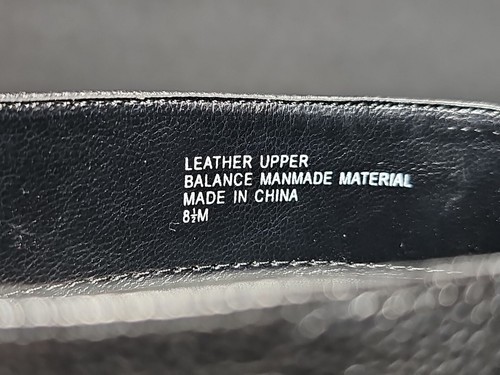 LEATHER UPPER
BALANCE MANMADE MATERIAL
MADE IN CHINA
8½M